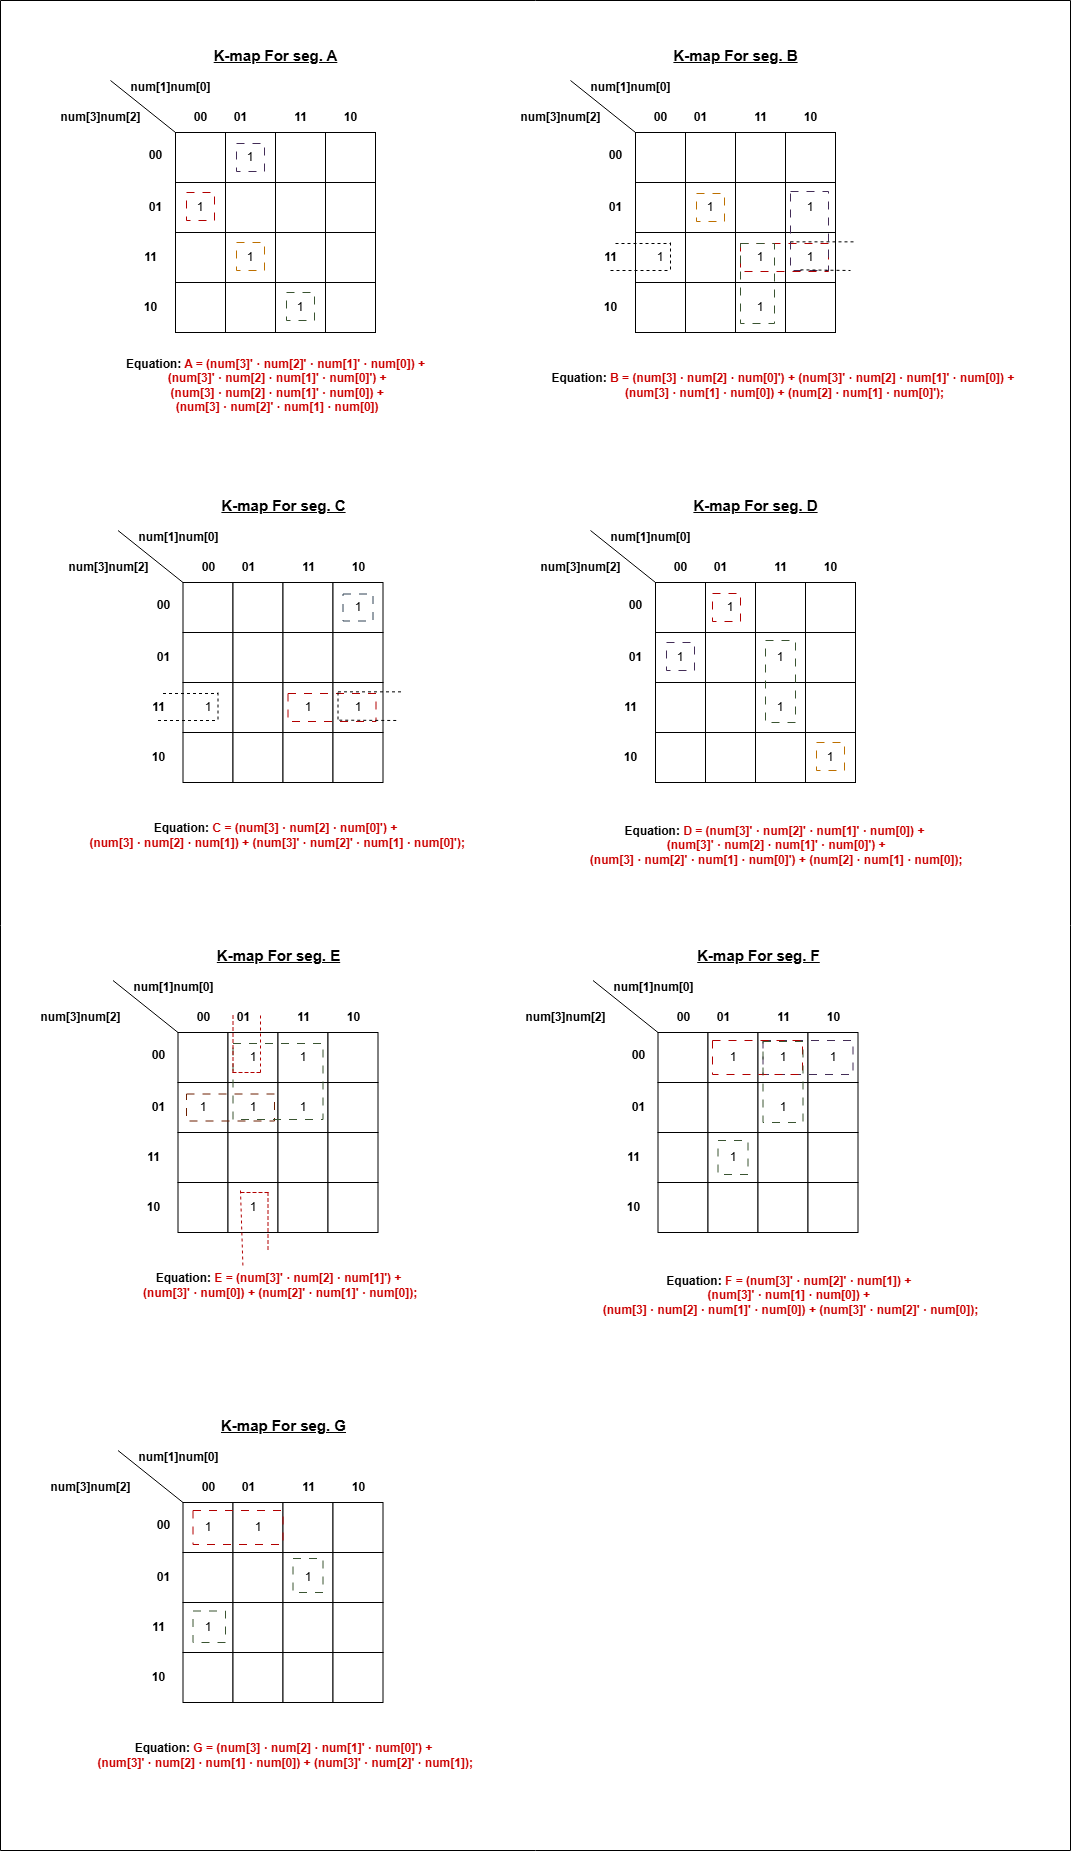 K-map For seg. A
num[1]num[0]
num[3]num[2]
00 01 11 10
00 1
01 1
11 1
10 1
Equation: A = (num[3]' · num[2]' · num[1]' · num[0]) +
(num[3]' · num[2] · num[1]' · num[0]') +
(num[3] · num[2] · num[1]' · num[0]) +
(num[3] · num[2]' · num[1] · num[0])
K-map For seg. B
num[1]num[0]
num[3]num[2]
00 01 11 10
00
01 1 1
11 1 1 1
10 1
Equation: B = (num[3] · num[2] · num[0]') + (num[3]' · num[2] · num[1]' · num[0]) +
(num[3] · num[1] · num[0]) + (num[2] · num[1] · num[0]');
K-map For seg. C
num[1]num[0]
num[3]num[2]
00 01 11 10
00 1
01
11 1 1 1
10
Equation: C = (num[3] · num[2] · num[0]') +
(num[3] · num[2] · num[1]) + (num[3]' · num[2]' · num[1] · num[0]');
K-map For seg. D
num[1]num[0]
num[3]num[2]
00 01 11 10
00 1
01 1 1
11 1
10 1
Equation: D = (num[3]' · num[2]' · num[1]' · num[0]) +
(num[3]' · num[2] · num[1]' · num[0]') +
(num[3] · num[2]' · num[1] · num[0]') + (num[2] · num[1] · num[0]);
K-map For seg. E
num[1]num[0]
num[3]num[2]
00 01 11 10
00 1 1
01 1 1 1
11
10 1
Equation: E = (num[3]' · num[2] · num[1]') +
(num[3]' · num[0]) + (num[2]' · num[1]' · num[0]);
K-map For seg. F
num[1]num[0]
num[3]num[2]
00 01 11 10
00 1 1 1
01 1
11 1
10
Equation: F = (num[3]' · num[2]' · num[1]) +
(num[3]' · num[1] · num[0]) +
(num[3] · num[2] · num[1]' · num[0]) + (num[3]' · num[2]' · num[0]);
K-map For seg. G
num[1]num[0]
num[3]num[2]
00 01 11 10
00 1 1
01 1
11 1
10
Equation: G = (num[3] · num[2] · num[1]' · num[0]') +
(num[3]' · num[2] · num[1] · num[0]) + (num[3]' · num[2]' · num[1]);